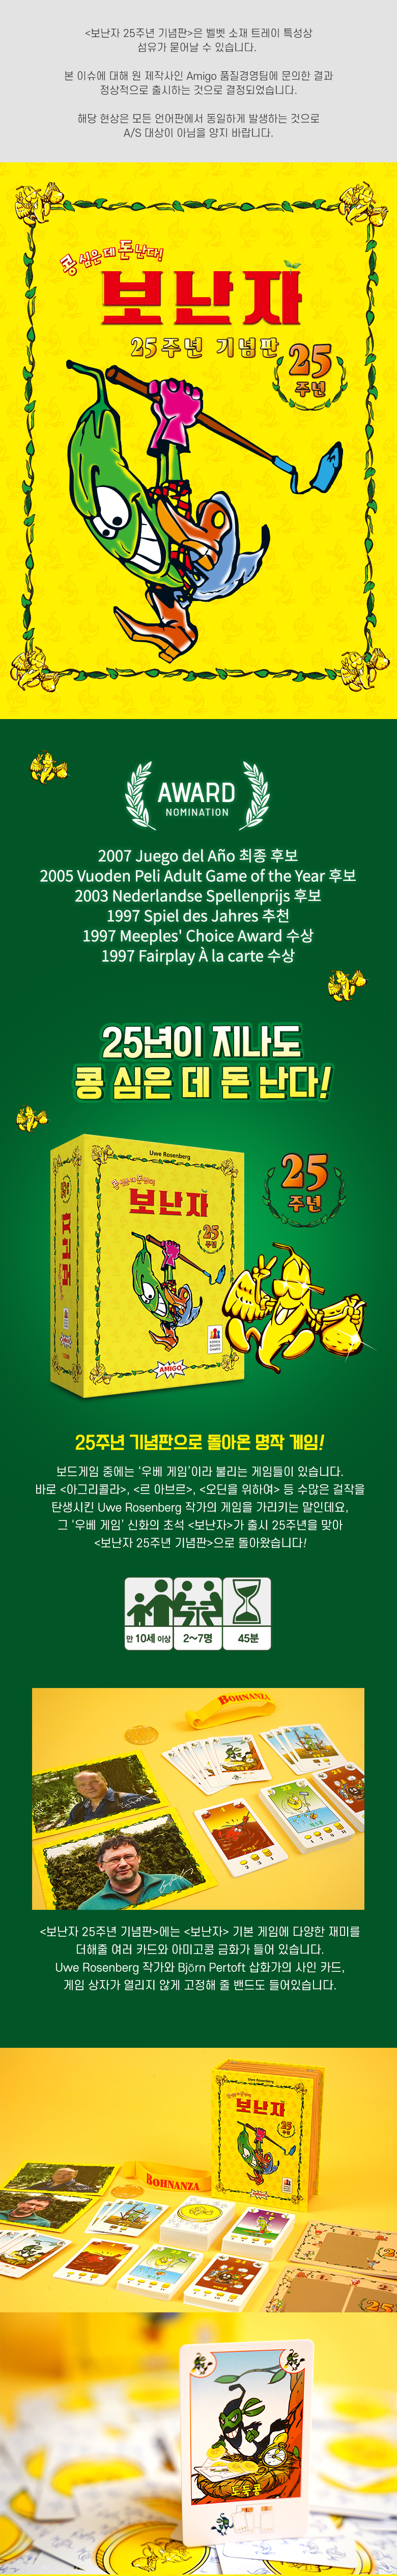 <보난자 25주년 기념판>은 벨벳 소재 트레이 특성상
섬유가 묻어날 수 있습니다.
본 이슈에 대해 원 제작사인 Amigo 품질경영팀에 문의한 결과
정상적으로 출시하는 것으로 결정되었습니다.
해당 현상은 모든 언어판에서 동일하게 발생하는 것으로
A/S 대상이 아님을 양지 바랍니다.
콩 심은 데 돈 난다!
보난자
25주년 기념판
25
주년
AWARD
NOMINATION
2007 Juego del Año 최종 후보
2005 Vuoden Peli Adult Game of the Year 후보
2003 Nederlandse Spellenprijs 후보
1997 Spiel des Jahres 추천
1997 Meeples' Choice Award 수상
1997 Fairplay À la carte 수상
25년이 지나도
콩 심은 데 돈 난다!
Uwe Rosenberg
보난자
25
주년
보난자
AMIGO
KOREA
BOARD
GAMES
AMIGO
25
주년
25주년 기념판으로 돌아온 명작 게임!
보드게임 중에는 '우베 게임'이라 불리는 게임들이 있습니다.
바로 <아그리콜라>, <르 아브르>, <오딘을 위하여> 등 수많은 걸작을
탄생시킨 Uwe Rosenberg 작가의 게임을 가리키는 말인데요,
그 '우베 게임' 신화의 초석 <보난자>가 출시 25주년을 맞아
<보난자 25주년 기념판>으로 돌아왔습니다!
만 10세 이상
2~7명
45분
BOHNANZA
<보난자 25주년 기념판>에는 <보난자> 기본 게임에 다양한 재미를
더해줄 여러 카드와 아미고콩 금화가 들어 있습니다.
Uwe Rosenberg 작가와 Björn Pertoft 삽화가의 사인 카드,
게임 상자가 열리지 않게 고정해 줄 밴드도 들어있습니다.
Uwe Rosenberg
보난자
25
주년
AMIGO
BOHNANZA
25
도둑콩